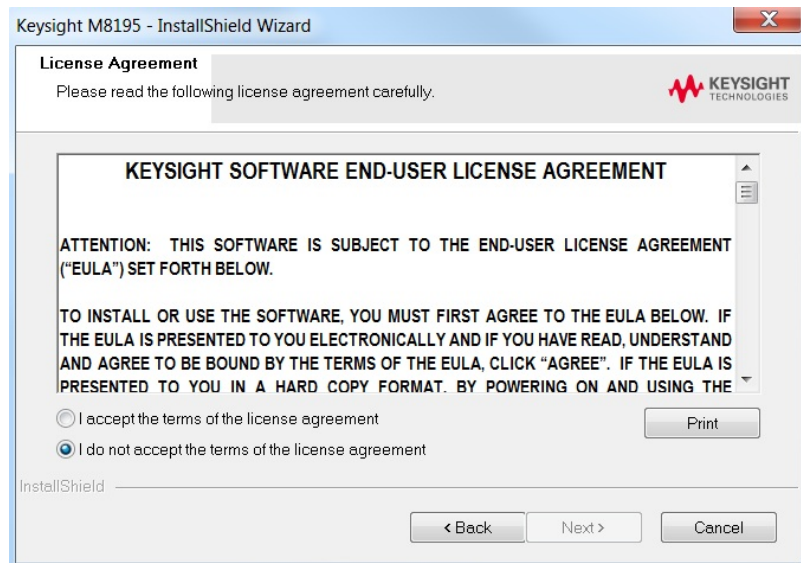 Keysight M8195 - InstallShield Wizard
License Agreement
Please read the following license agreement carefully.
KEYSIGHT
TECHNOLOGIES
KEYSIGHT SOFTWARE END-USER LICENSE AGREEMENT
ATTENTION: THIS SOFTWARE IS SUBJECT TO THE END-USER LICENSE AGREEMENT
(“EULA”) SET FORTH BELOW.
TO INSTALL OR USE THE SOFTWARE, YOU MUST FIRST AGREE TO THE EULA BELOW. IF
THE EULA IS PRESENTED TO YOU ELECTRONICALLY AND IF YOU HAVE READ, UNDERSTAND
AND AGREE TO BE BOUND BY THE TERMS OF THE EULA, CLICK “AGREE”. IF THE EULA IS
PRESENTED TO YOU IN A HARD COPY FORMAT, BY POWERING ON AND USING THE
I accept the terms of the license agreement
Print
I do not accept the terms of the license agreement
InstallShield
< Back
Next >
Cancel